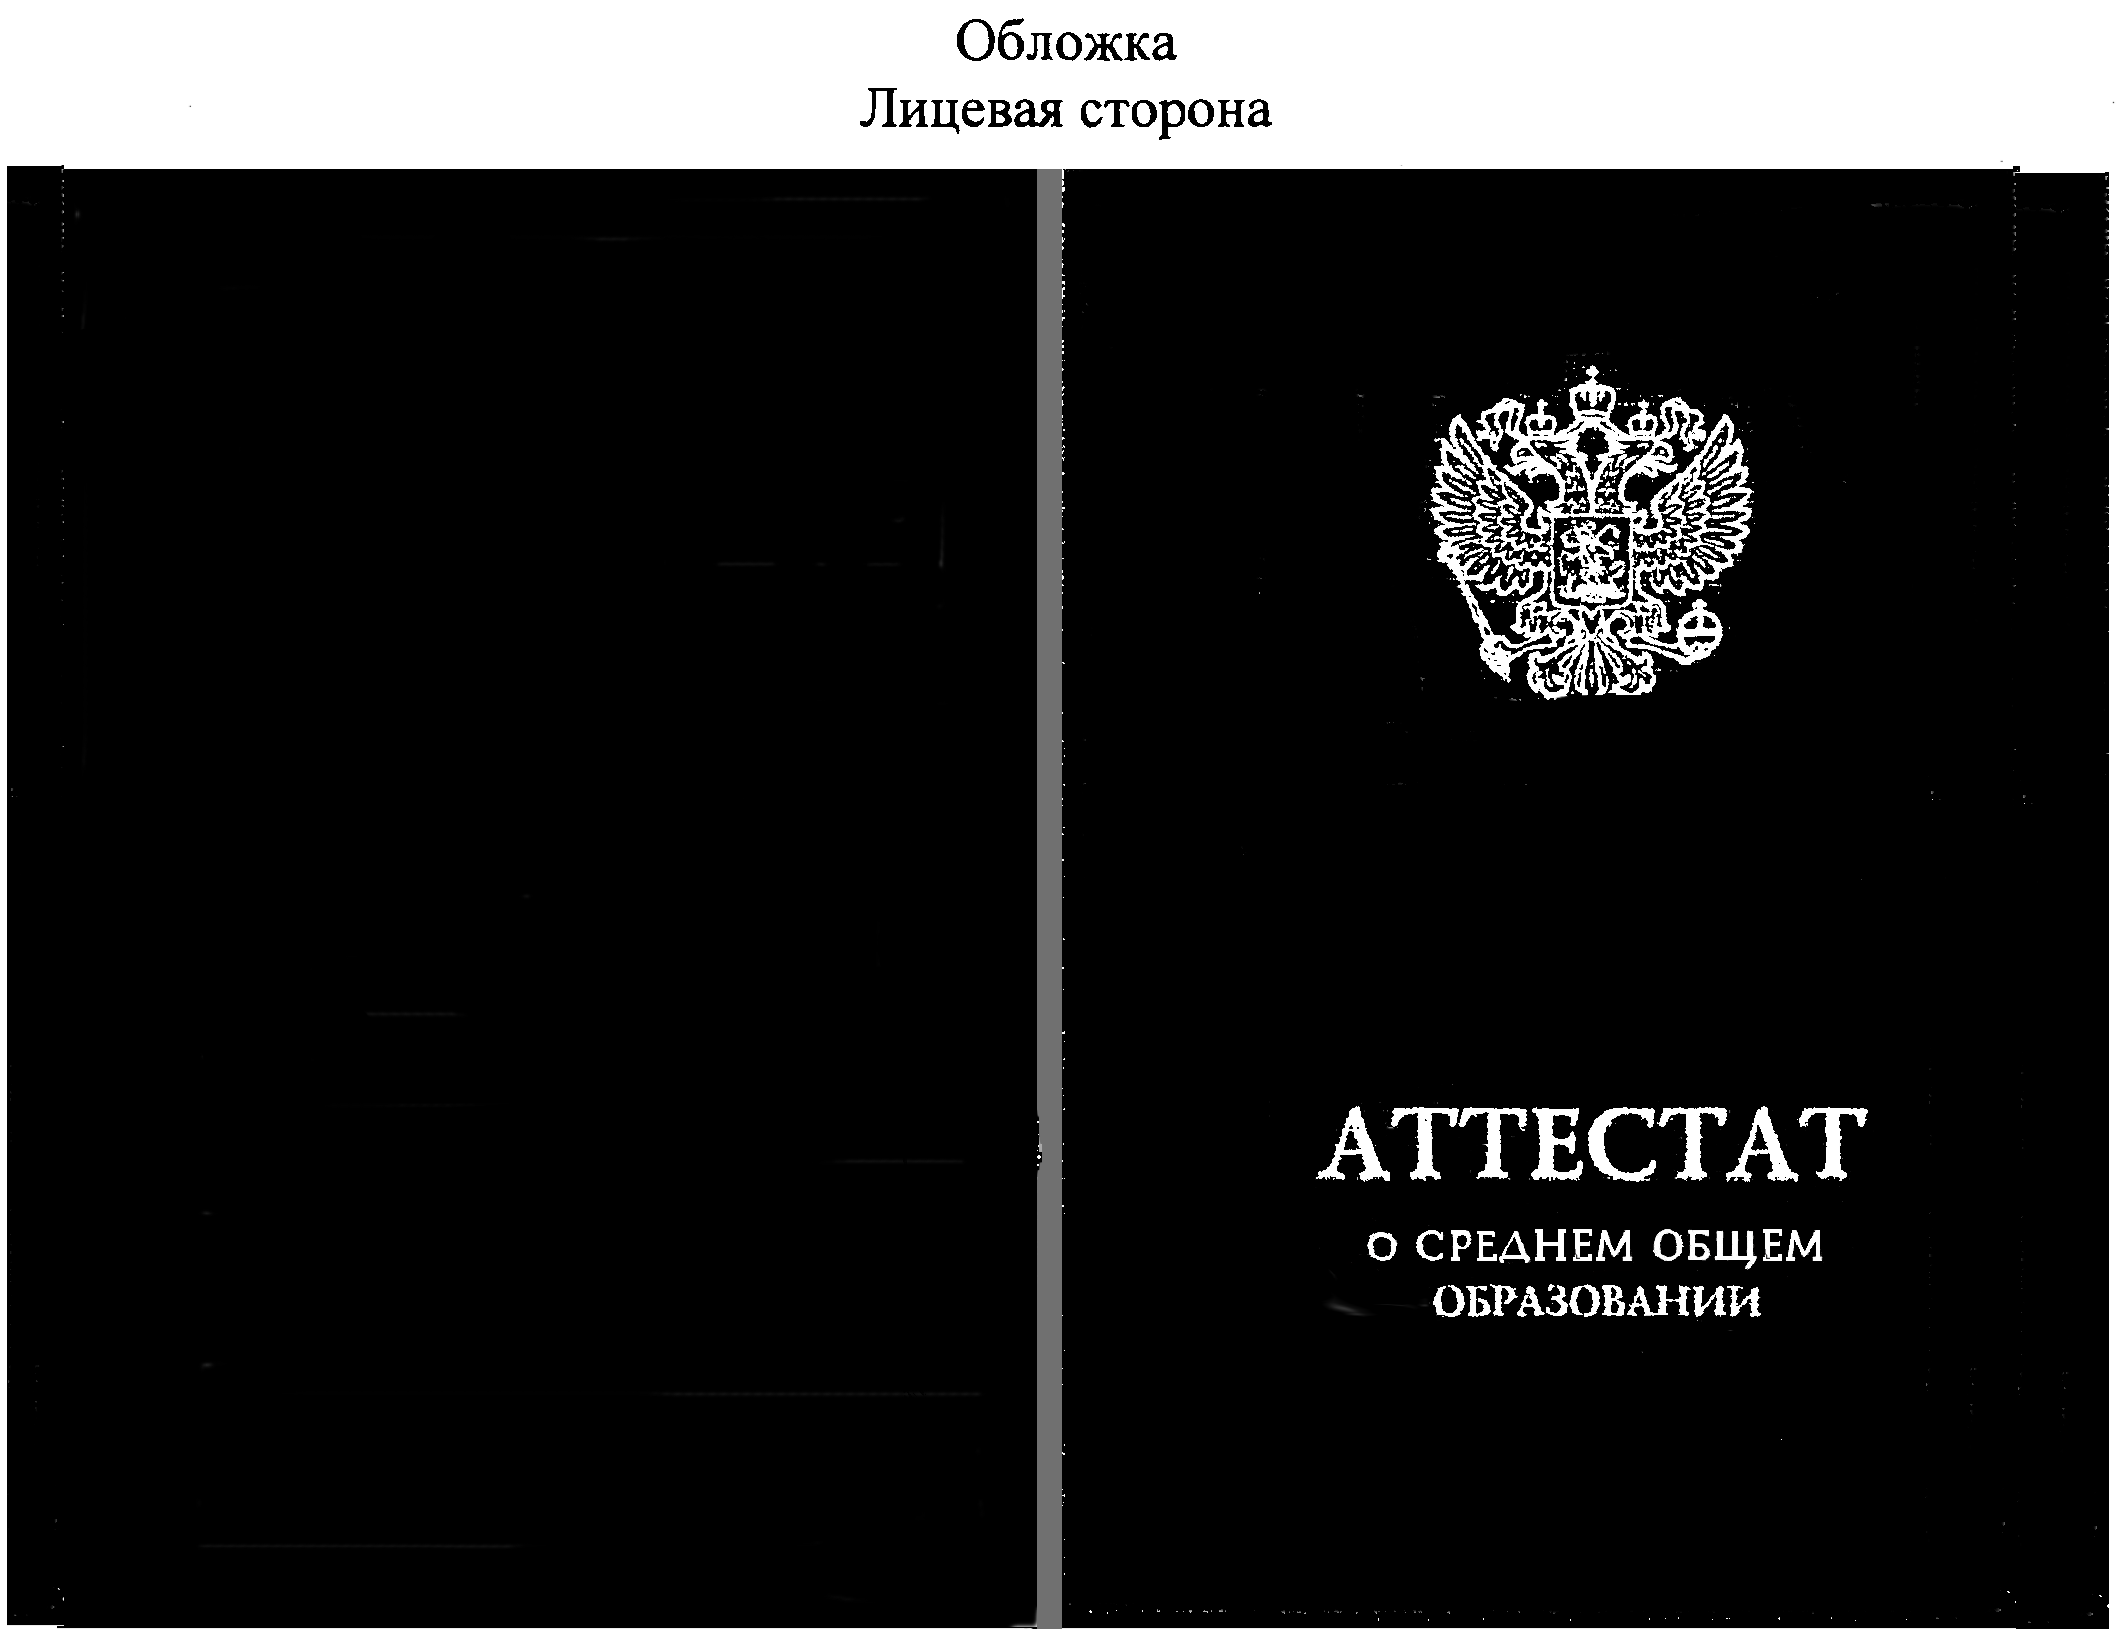 Обложка
Лицевая сторона
АТТЕСТАТ
О СРЕДНЕМ ОБЩЕМ
ОБРАЗОВАНИИ